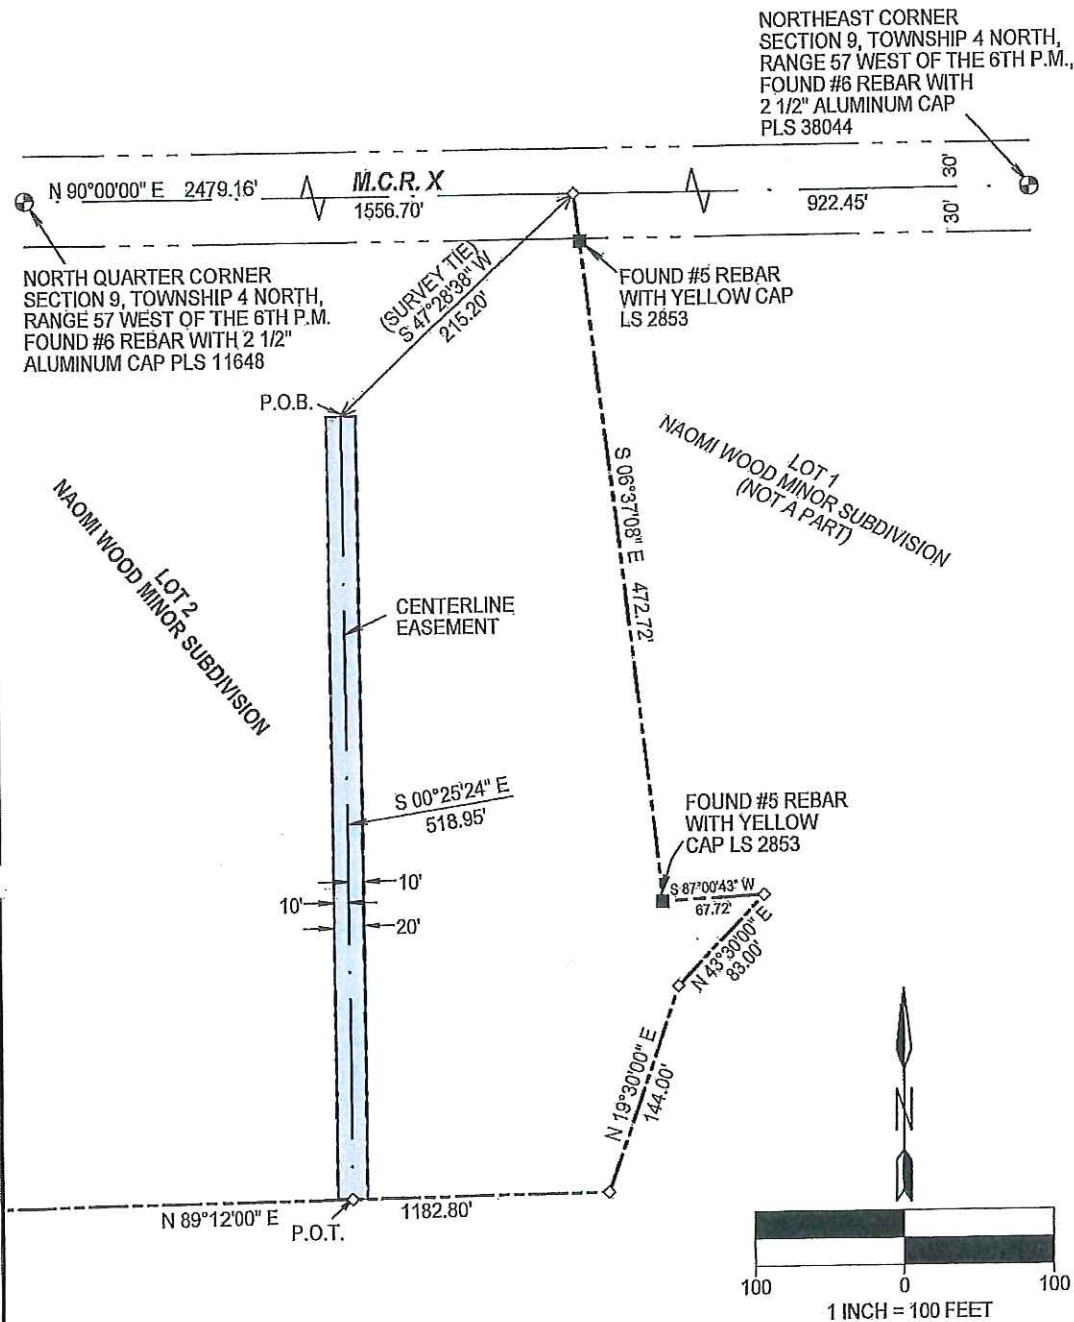 NORTHEAST CORNER
SECTION 9, TOWNSHIP 4 NORTH,
RANGE 57 WEST OF THE 6TH P.M.,
FOUND #6 REBAR WITH
2 1/2" ALUMINUM CAP
PLS 38044
N 90°00'00" E 2479.16'
M.C.R. X
1556.70'
922.45'
30'
30'
NORTH QUARTER CORNER
SECTION 9, TOWNSHIP 4 NORTH,
RANGE 57 WEST OF THE 6TH P.M.
FOUND #6 REBAR WITH 2 1/2"
ALUMINUM CAP PLS 11648
(SURVEY TIE)
S 47°28'38" W
215.20'
FOUND #5 REBAR
WITH YELLOW CAP
LS 2853
P.O.B.
LOT 1
NAOMI WOOD MINOR SUBDIVISION
(NOT A PART)
S 06°37'08" E 472.72'
LOT 2
NAOMI WOOD MINOR SUBDIVISION
CENTERLINE
EASEMENT
S 00°25'24" E
518.95'
10'
10'
20'
FOUND #5 REBAR
WITH YELLOW
CAP LS 2853
S 87°00'43" W
67.72'
N 43°30'00" E
83.00'
N 19°30'00" E
144.00'
N 89°12'00" E
1182.80'
P.O.T.
N
100 0 100
1 INCH = 100 FEET